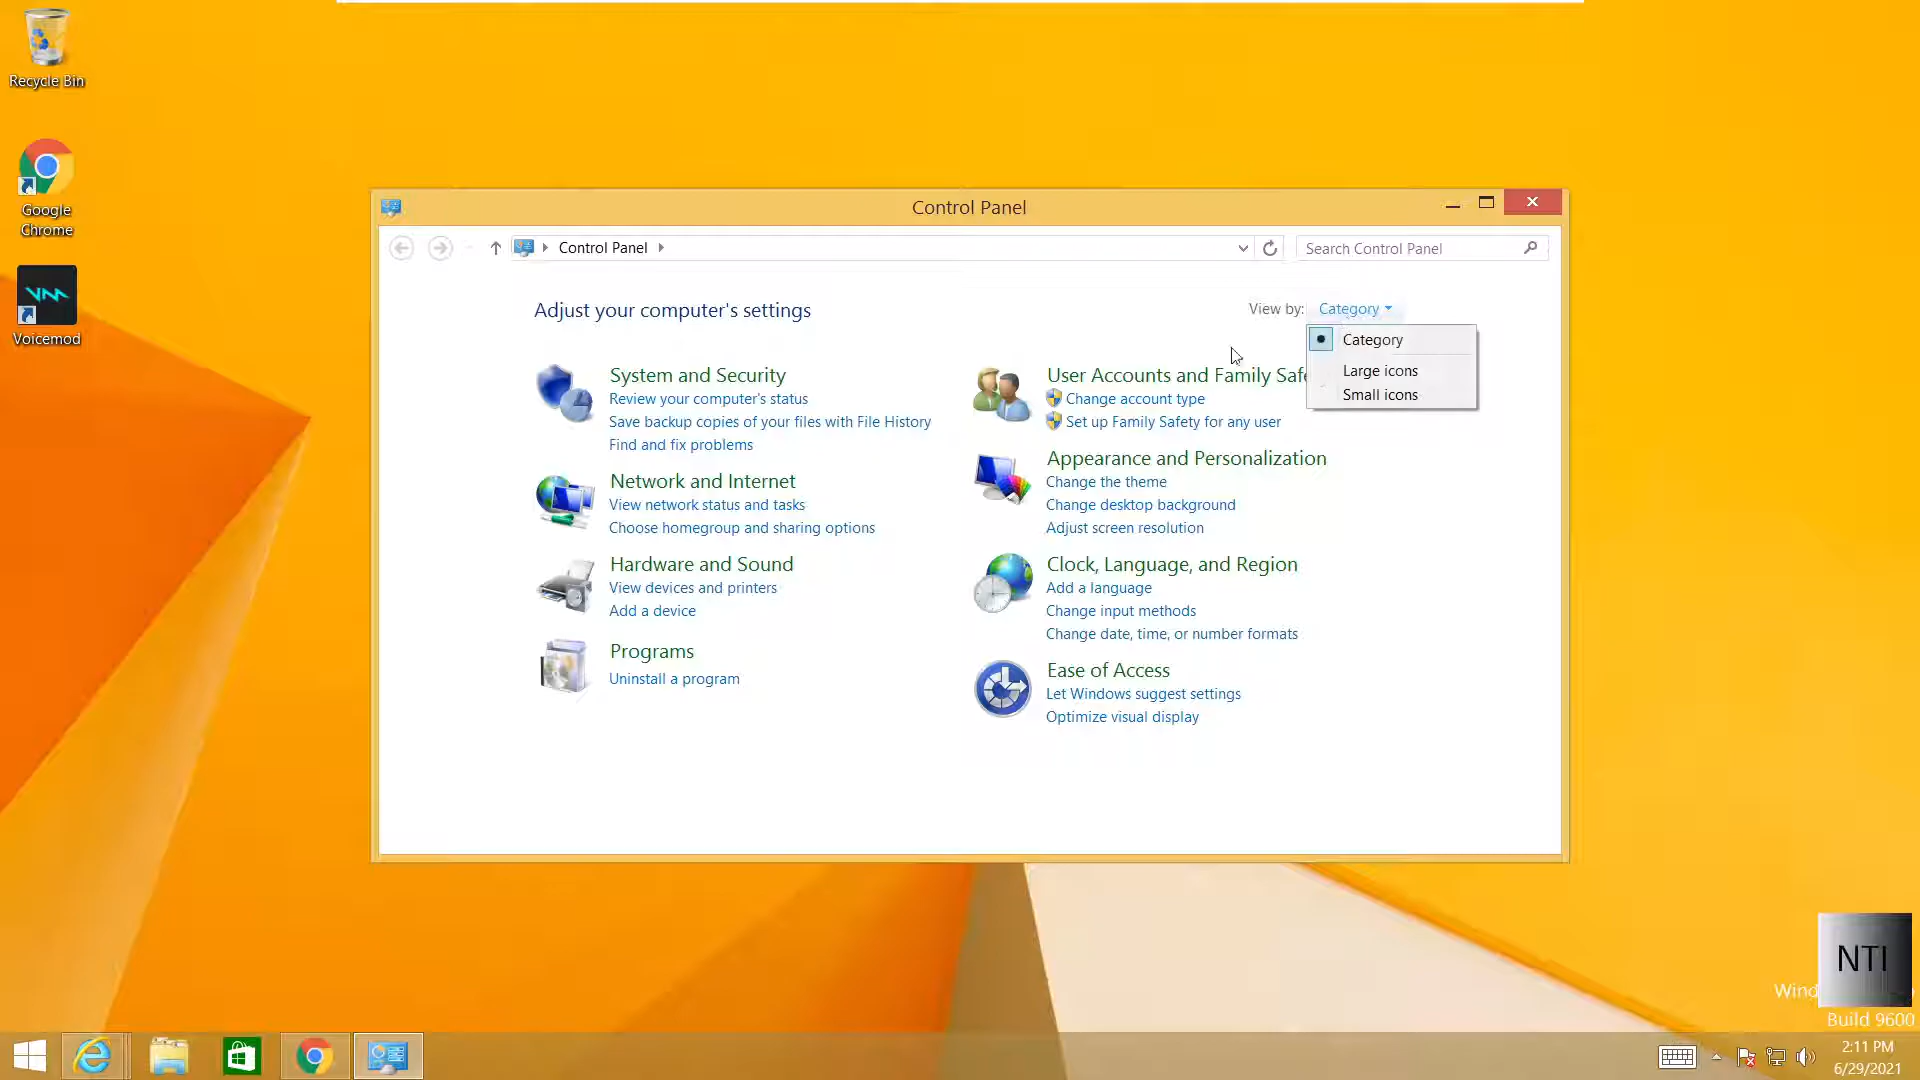 Recycle Bin
Google
Chrome
VM
Voicemod
Control Panel
Control Panel
Search Control Panel
Adjust your computer's settings
View by: Category
Category
Large icons
Small icons
System and Security
Review your computer's status
Save backup copies of your files with File History
Find and fix problems
Network and Internet
View network status and tasks
Choose homegroup and sharing options
Hardware and Sound
View devices and printers
Add a device
Programs
Uninstall a program
User Accounts and Family Safe
Change account type
Set up Family Safety for any user
Appearance and Personalization
Change the theme
Change desktop background
Adjust screen resolution
Clock, Language, and Region
Add a language
Change input methods
Change date, time, or number formats
Ease of Access
Let Windows suggest settings
Optimize visual display
NTI
Wind
Build 9600
2:11 PM
6/29/2021